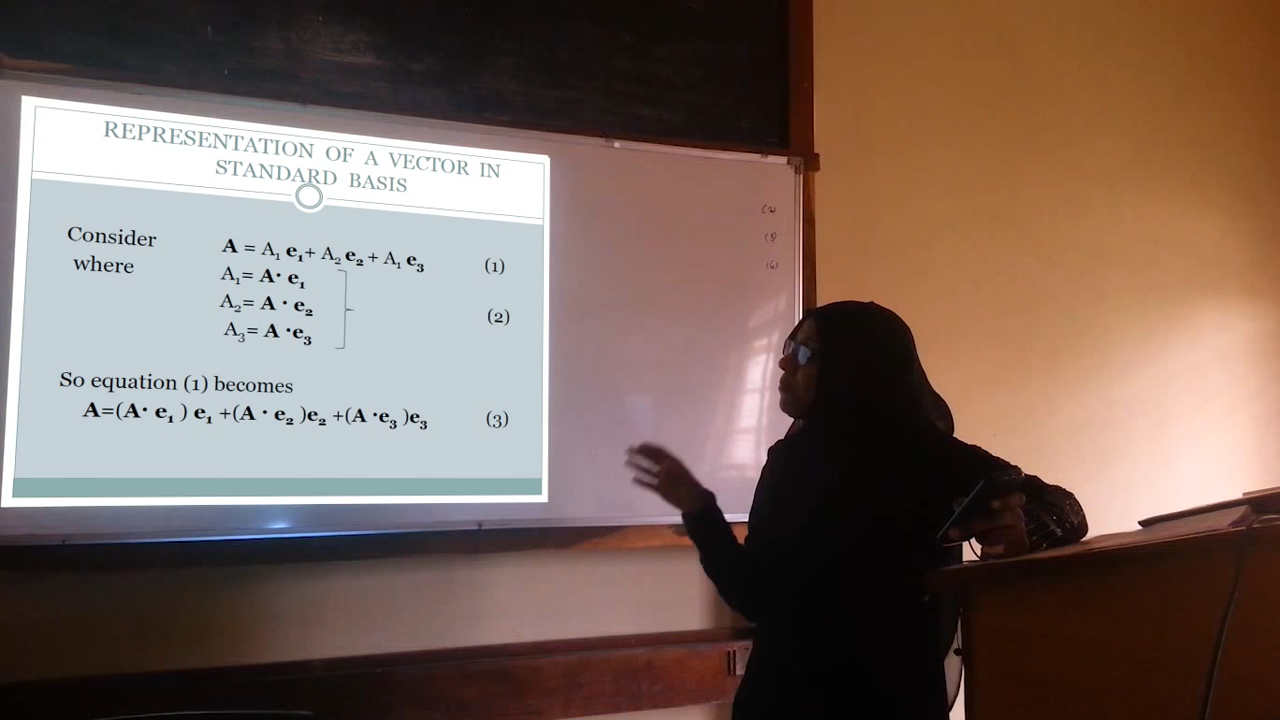 REPRESENTATION OF A VECTOR IN
STANDARD BASIS
Consider A = A₁ e₁+ A₂ e₂ + A₁ e₃ (1)
where A₁= A· e₁
A₂= A · e₂ (2)
A₃= A ·e₃
So equation (1) becomes
A=(A· e₁ ) e₁ +(A · e₂ )e₂ +(A ·e₃ )e₃ (3)